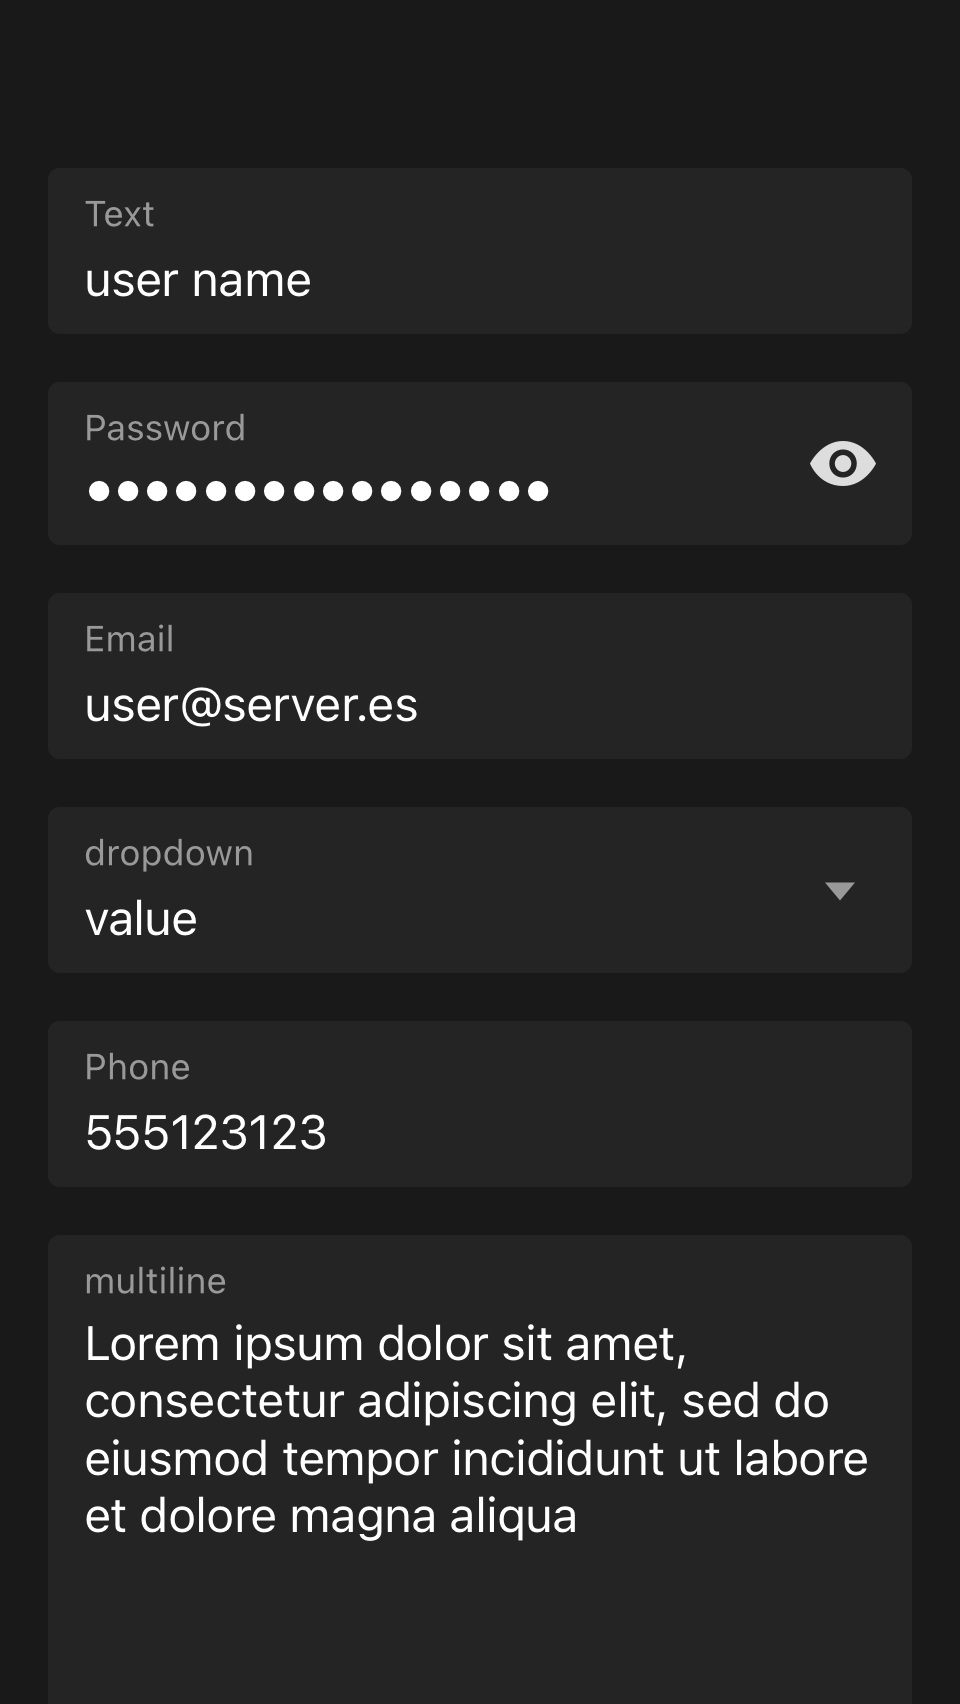 Text
user name
Password
••••••••••••••••
Email
user@server.es
dropdown
value
Phone
555123123
multiline
Lorem ipsum dolor sit amet,
consectetur adipiscing elit, sed do
eiusmod tempor incididunt ut labore
et dolore magna aliqua